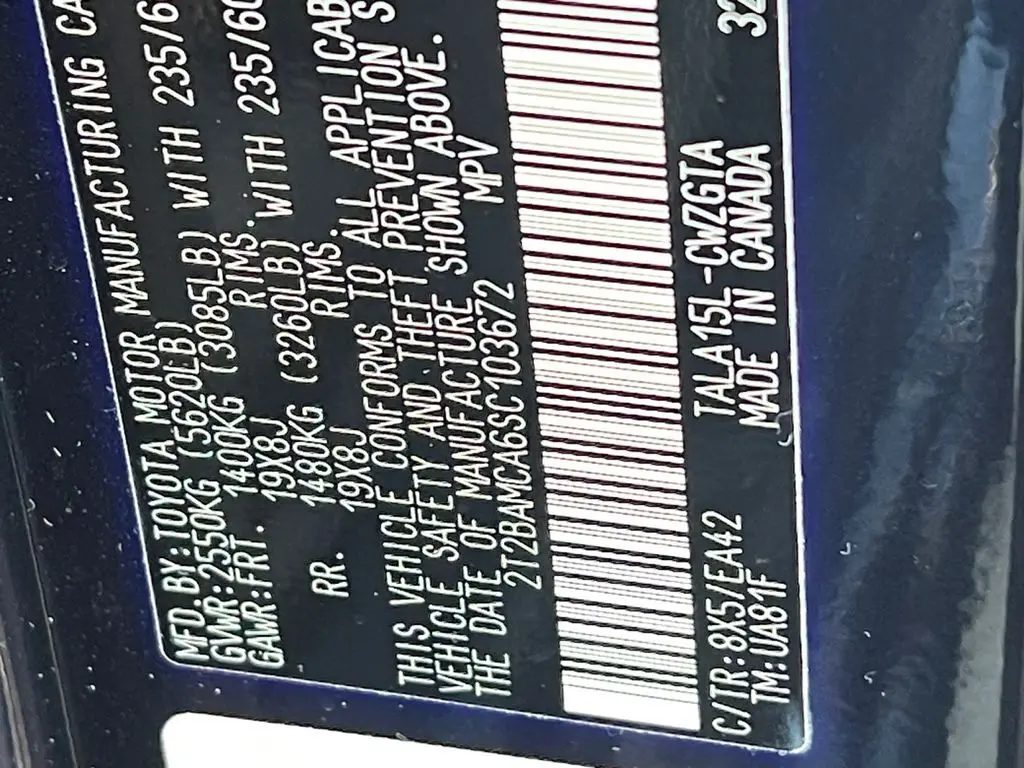 MFD. BY: TOYOTA MOTOR MANUFACTURING CA
GVWR: 2550KG (5620LB)
GAWR: FRT. 1400KG (3085LB) WITH 235/6
19X8J RIMS.
RR. 1480KG (3260LB) WITH 235/60
19X8J RIMS.
THIS VEHICLE CONFORMS TO ALL APPLICAB
VEHICLE SAFETY AND THEFT PREVENTION S
THE DATE OF MANUFACTURE SHOWN ABOVE.
2T2BAMCA6SC103672 MPV
C/TR: 8X5/EA42 TALA15L-CWZGTA 32
TM: UA81F MADE IN CANADA